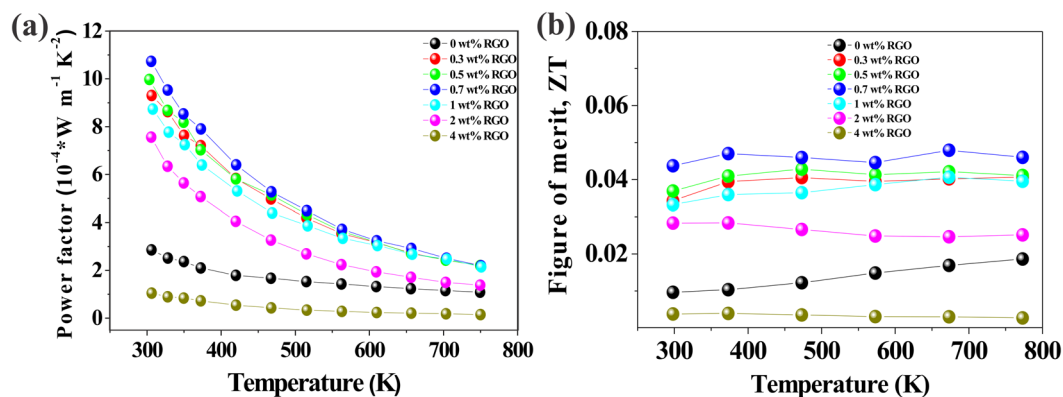 (a)
Power factor (10⁻⁴*W m⁻¹ K⁻²)
12
10
8
6
4
2
0
0 wt% RGO
0.3 wt% RGO
0.5 wt% RGO
0.7 wt% RGO
1 wt% RGO
2 wt% RGO
4 wt% RGO
300 400 500 600 700 800
Temperature (K)
(b)
Figure of merit, ZT
0.08
0.06
0.04
0.02
0 wt% RGO
0.3 wt% RGO
0.5 wt% RGO
0.7 wt% RGO
1 wt% RGO
2 wt% RGO
4 wt% RGO
300 400 500 600 700 800
Temperature (K)